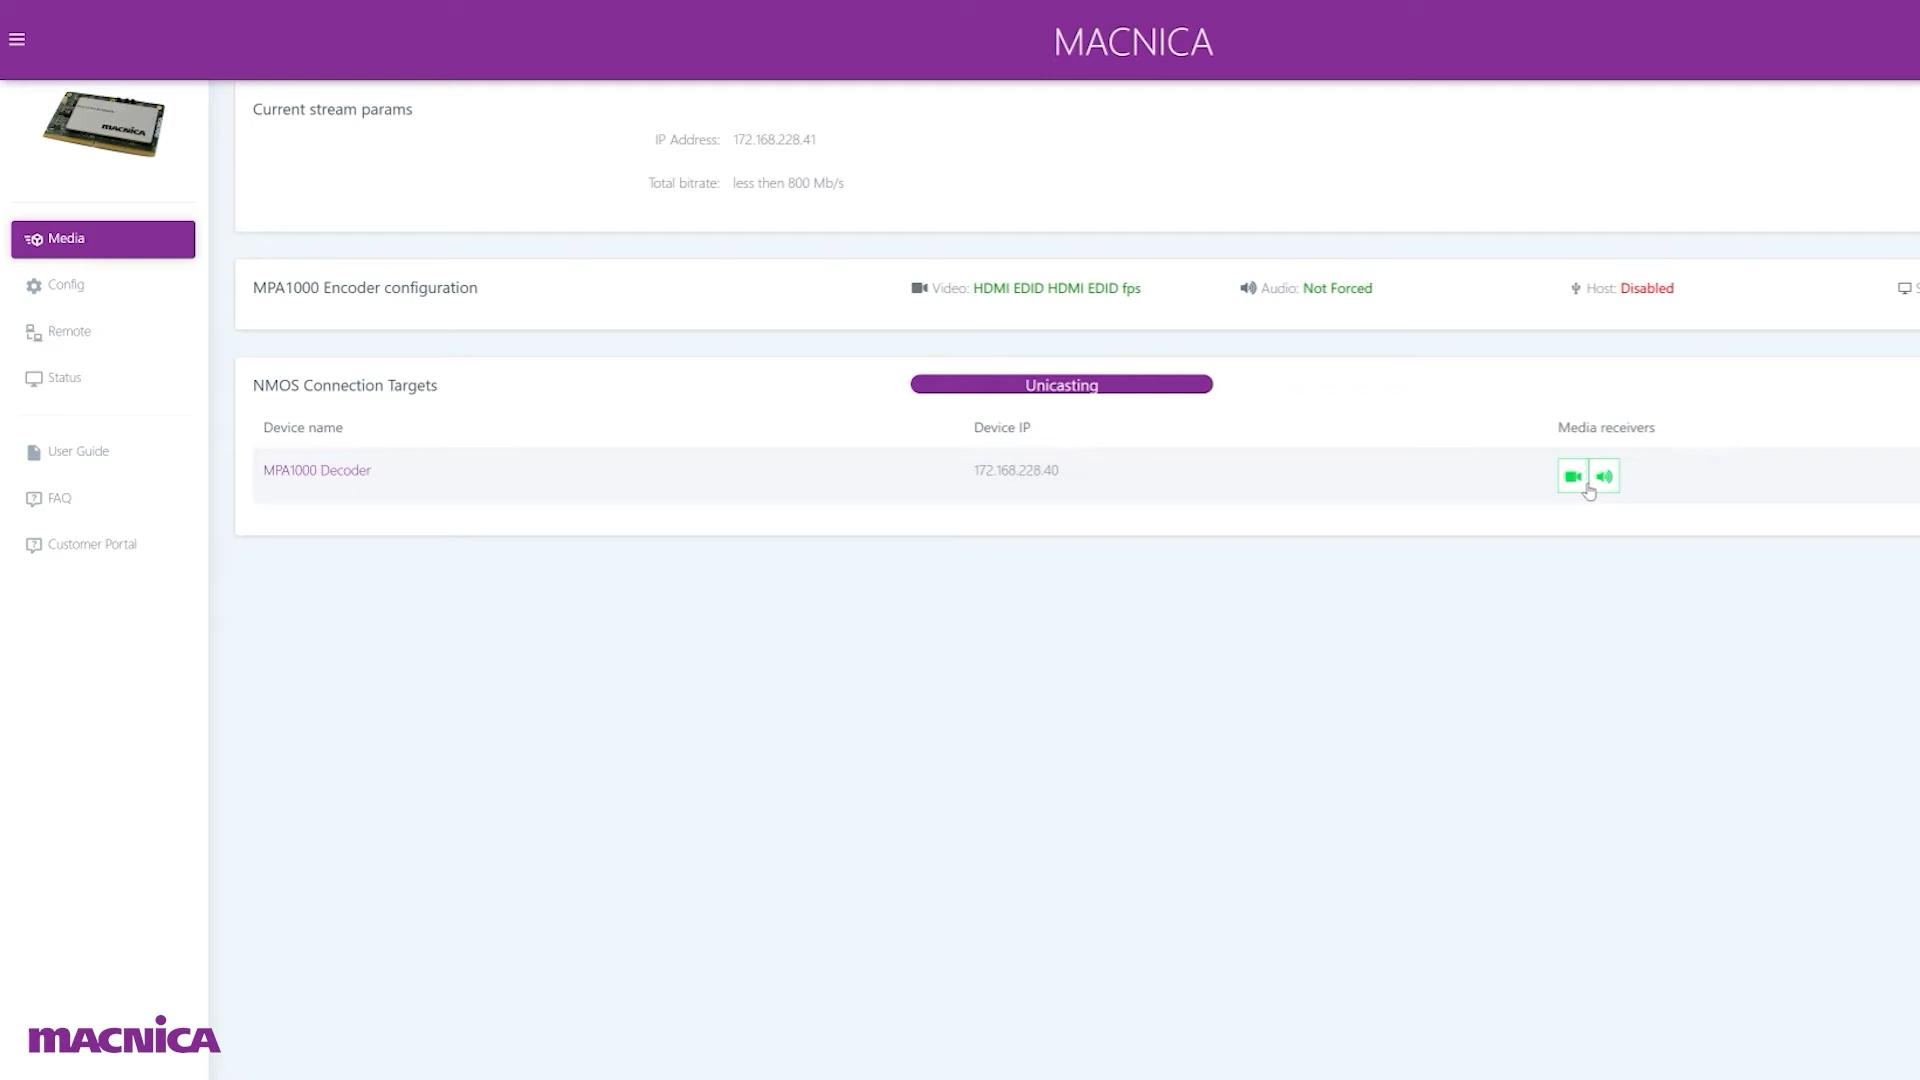 MACNICA
MACNICA
Current stream params
IP Address: 172.168.228.41
Total bitrate: less then 800 Mb/s
Media
Config
Remote
Status
User Guide
FAQ
Customer Portal
MPA1000 Encoder configuration Video: HDMI EDID HDMI EDID fps Audio: Not Forced Host: Disabled S
NMOS Connection Targets Unicasting
Device name Device IP Media receivers
MPA1000 Decoder 172.168.228.40
MACNiCA